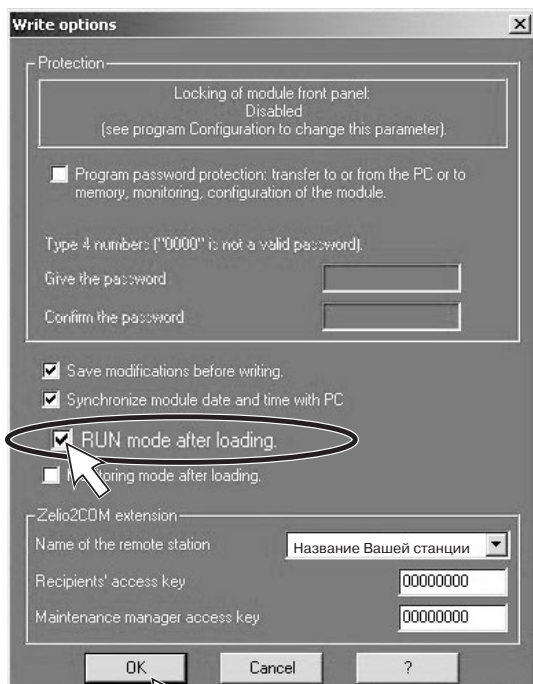 Write options
Protection
Locking of module front panel:
Disabled
(see program Configuration to change this parameter).
Program password protection: transfer to or from the PC or to
memory, monitoring, configuration of the module.
Type 4 numbers ("0000" is not a valid password).
Give the password
Confirm the password
Save modifications before writing.
Synchronize module date and time with PC
RUN mode after loading.
toring mode after loading.
Zelio2COM extension
Name of the remote station Название Вашей станции
Recipients' access key 00000000
Maintenance manager access key 00000000
OK Cancel ?